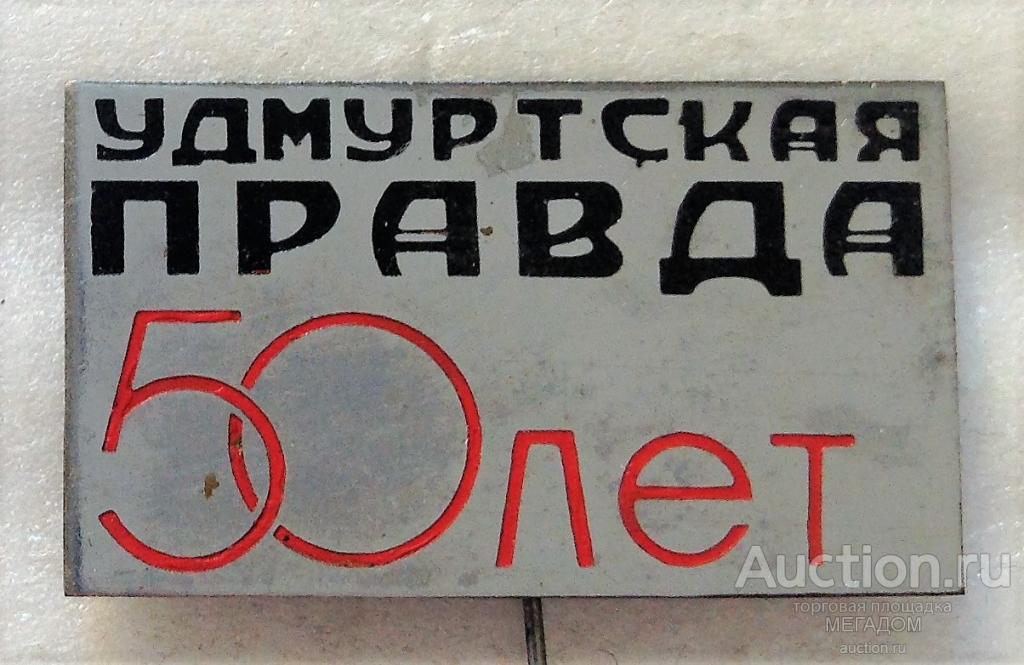 УДМУРТСКАЯ
ПРАВДА
50 лет
Auction.ru
торговая площадка
МЕГАДОМ
auction.ru